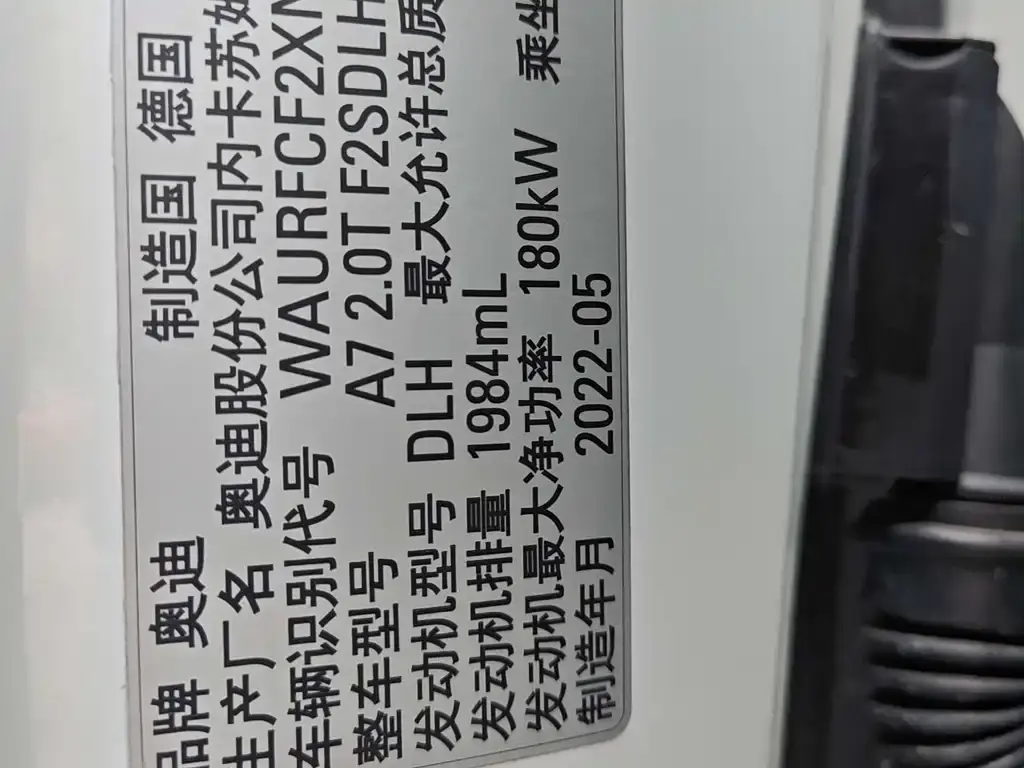 品牌 奥迪 制造国 德国
生产厂名 奥迪股份公司内卡苏
车辆识别代号 WAURFCF2X
整车型号 A7 2.0T F2SDLH
发动机型号 DLH 最大允许总质
发动机排量 1984mL
发动机最大净功率 180kW 乘坐
制造年月 2022-05